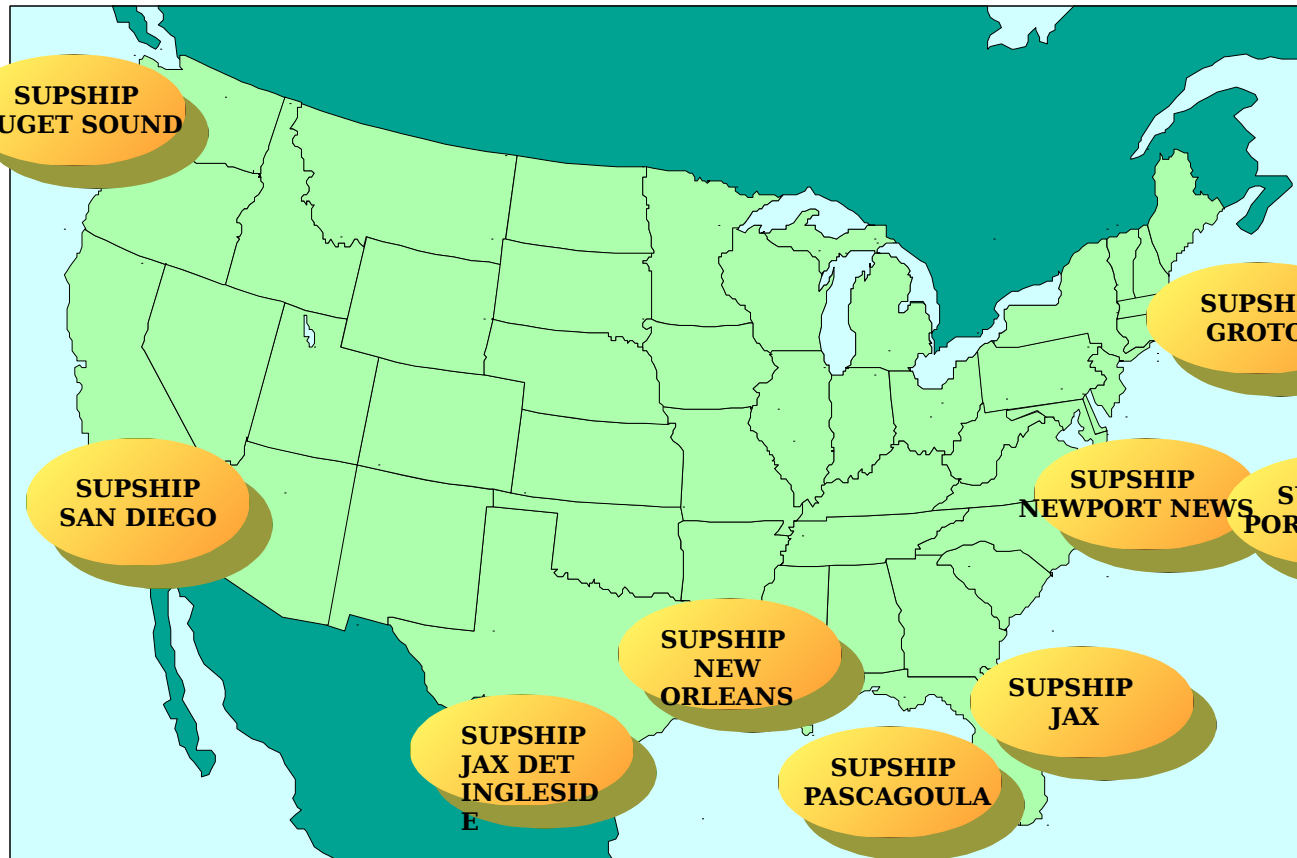 SUPSHIP
UGET SOUND
SUPSH
GROTO
SUPSHIP
SAN DIEGO
SUPSHIP
NEWPORT NEWS
S
POR
SUPSHIP
NEW
ORLEANS
SUPSHIP
JAX
SUPSHIP
JAX DET
INGLESID
E
SUPSHIP
PASCAGOULA